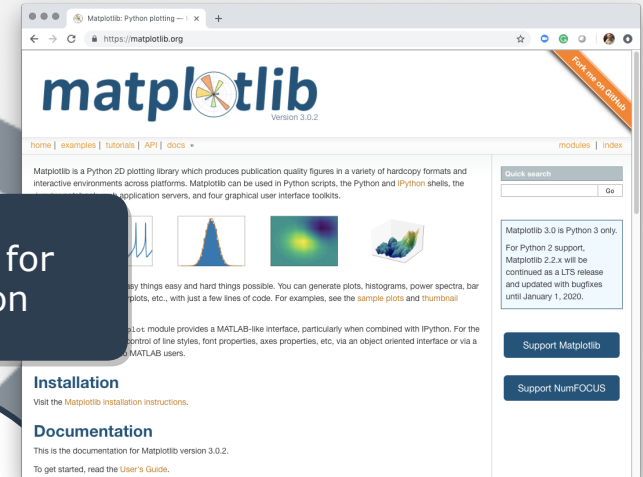 Matplotlib: Python plotting —
https://matplotlib.org
Fork me on GitHub
matplotlib
Version 3.0.2
home | examples | tutorials | API | docs »
modules | index
Matplotlib is a Python 2D plotting library which produces publication quality figures in a variety of hardcopy formats and
interactive environments across platforms. Matplotlib can be used in Python scripts, the Python and IPython shells, the
application servers, and four graphical user interface toolkits.
for
on
things easy and hard things possible. You can generate plots, histograms, power spectra, bar
etc., with just a few lines of code. For examples, see the sample plots and thumbnail
module provides a MATLAB-like interface, particularly when combined with IPython. For the
control of line styles, font properties, axes properties, etc, via an object oriented interface or via a
MATLAB users.
Installation
Visit the Matplotlib installation instructions.
Documentation
This is the documentation for Matplotlib version 3.0.2.
To get started, read the User's Guide.
Quick search
Go
Matplotlib 3.0 is Python 3 only.
For Python 2 support,
Matplotlib 2.2.x will be
continued as a LTS release
and updated with bugfixes
until January 1, 2020.
Support Matplotlib
Support NumFOCUS